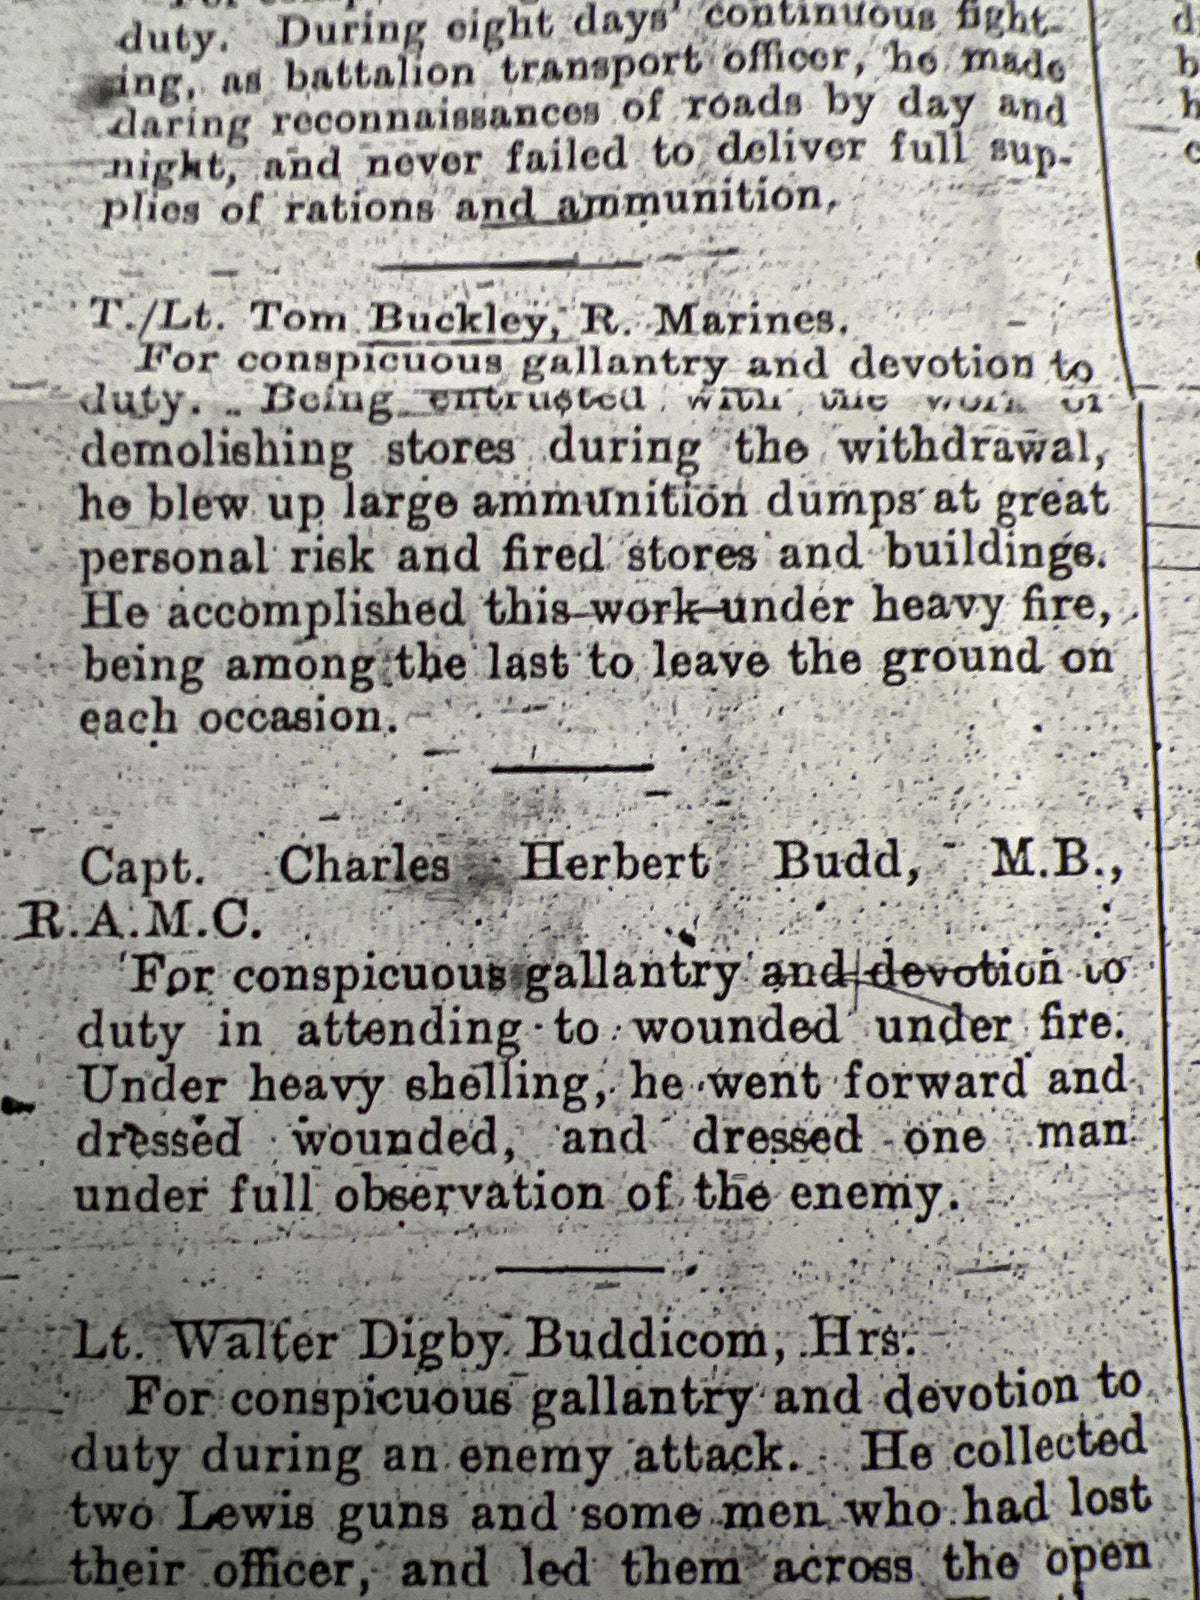 duty. During eight days' continuous fight-
ing, as battalion transport officer, he made
daring reconnaissances of roads by day and
night, and never failed to deliver full sup-
plies of rations and ammunition.
T./Lt. Tom Buckley, R. Marines.
For conspicuous gallantry and devotion to
duty. Being entrusted with the work of
demolishing stores during the withdrawal,
he blew up large ammunition dumps at great
personal risk and fired stores and buildings.
He accomplished this work under heavy fire,
being among the last to leave the ground on
each occasion.
Capt. Charles Herbert Budd, M.B.,
R.A.M.C.
For conspicuous gallantry and devotion to
duty in attending to wounded under fire.
Under heavy shelling, he went forward and
dressed wounded, and dressed one man
under full observation of the enemy.
Lt. Walter Digby Buddicom, Hrs.
For conspicuous gallantry and devotion to
duty during an enemy attack. He collected
two Lewis guns and some men who had lost
their officer, and led them across the open